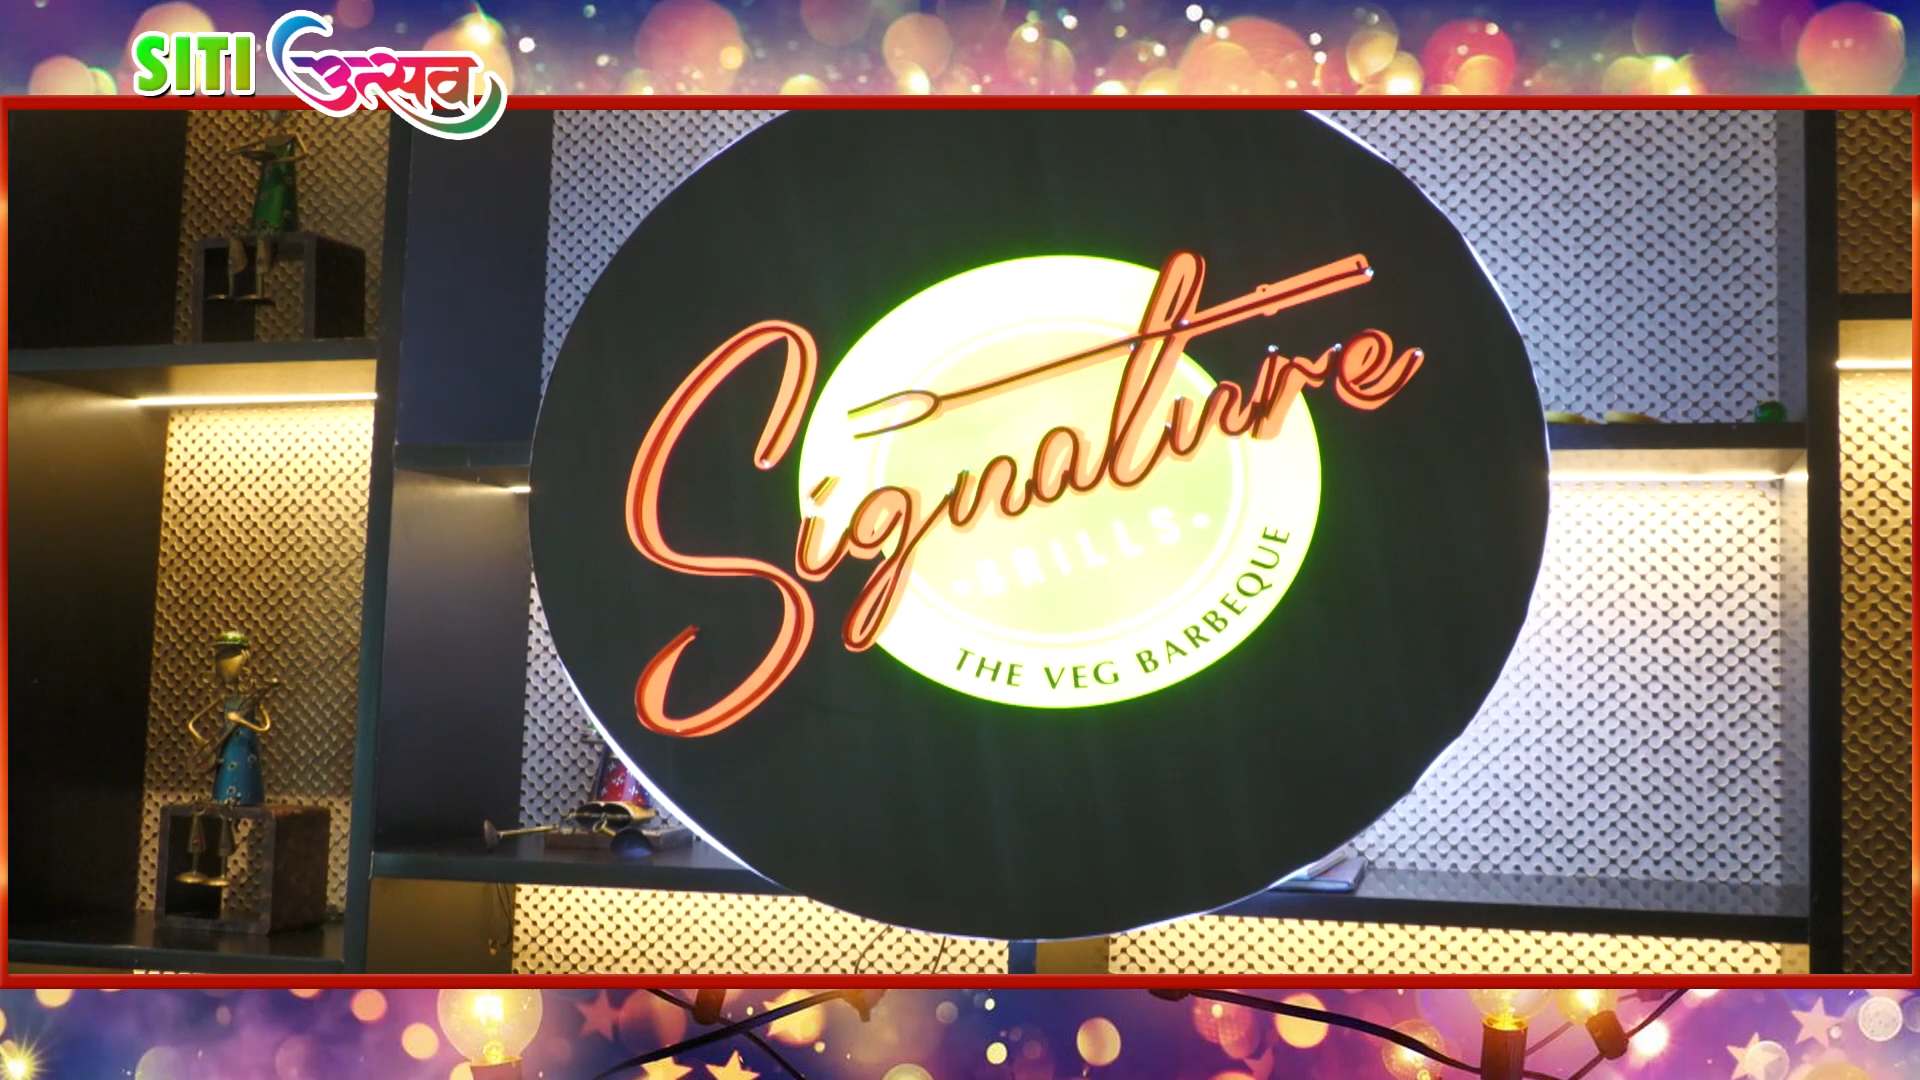 SITI उत्सव
Signature
GRILLS
THE VEG BARBEQUE